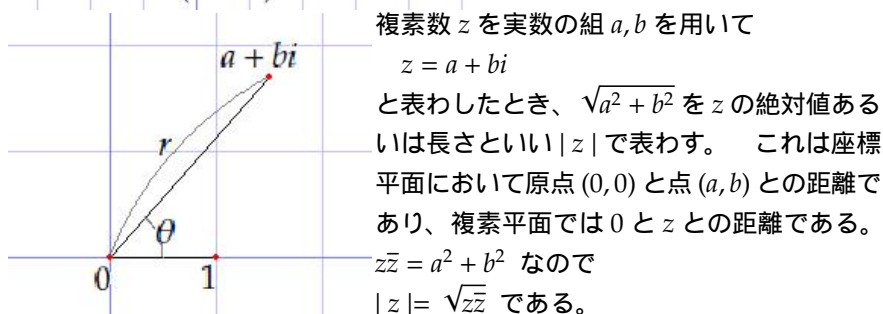 複素数 z を実数の組 a, b を用いて
z = a + bi
と表わしたとき、 √a² + b² を z の絶対値ある
いは長さといい | z | で表わす。 これは座標
平面において原点 (0, 0) と点 (a, b) との距離で
あり、複素平面では 0 と z との距離である。
zz̅ = a² + b² なので
| z |= √zz̅ である。
a + bi
r
θ
0
1